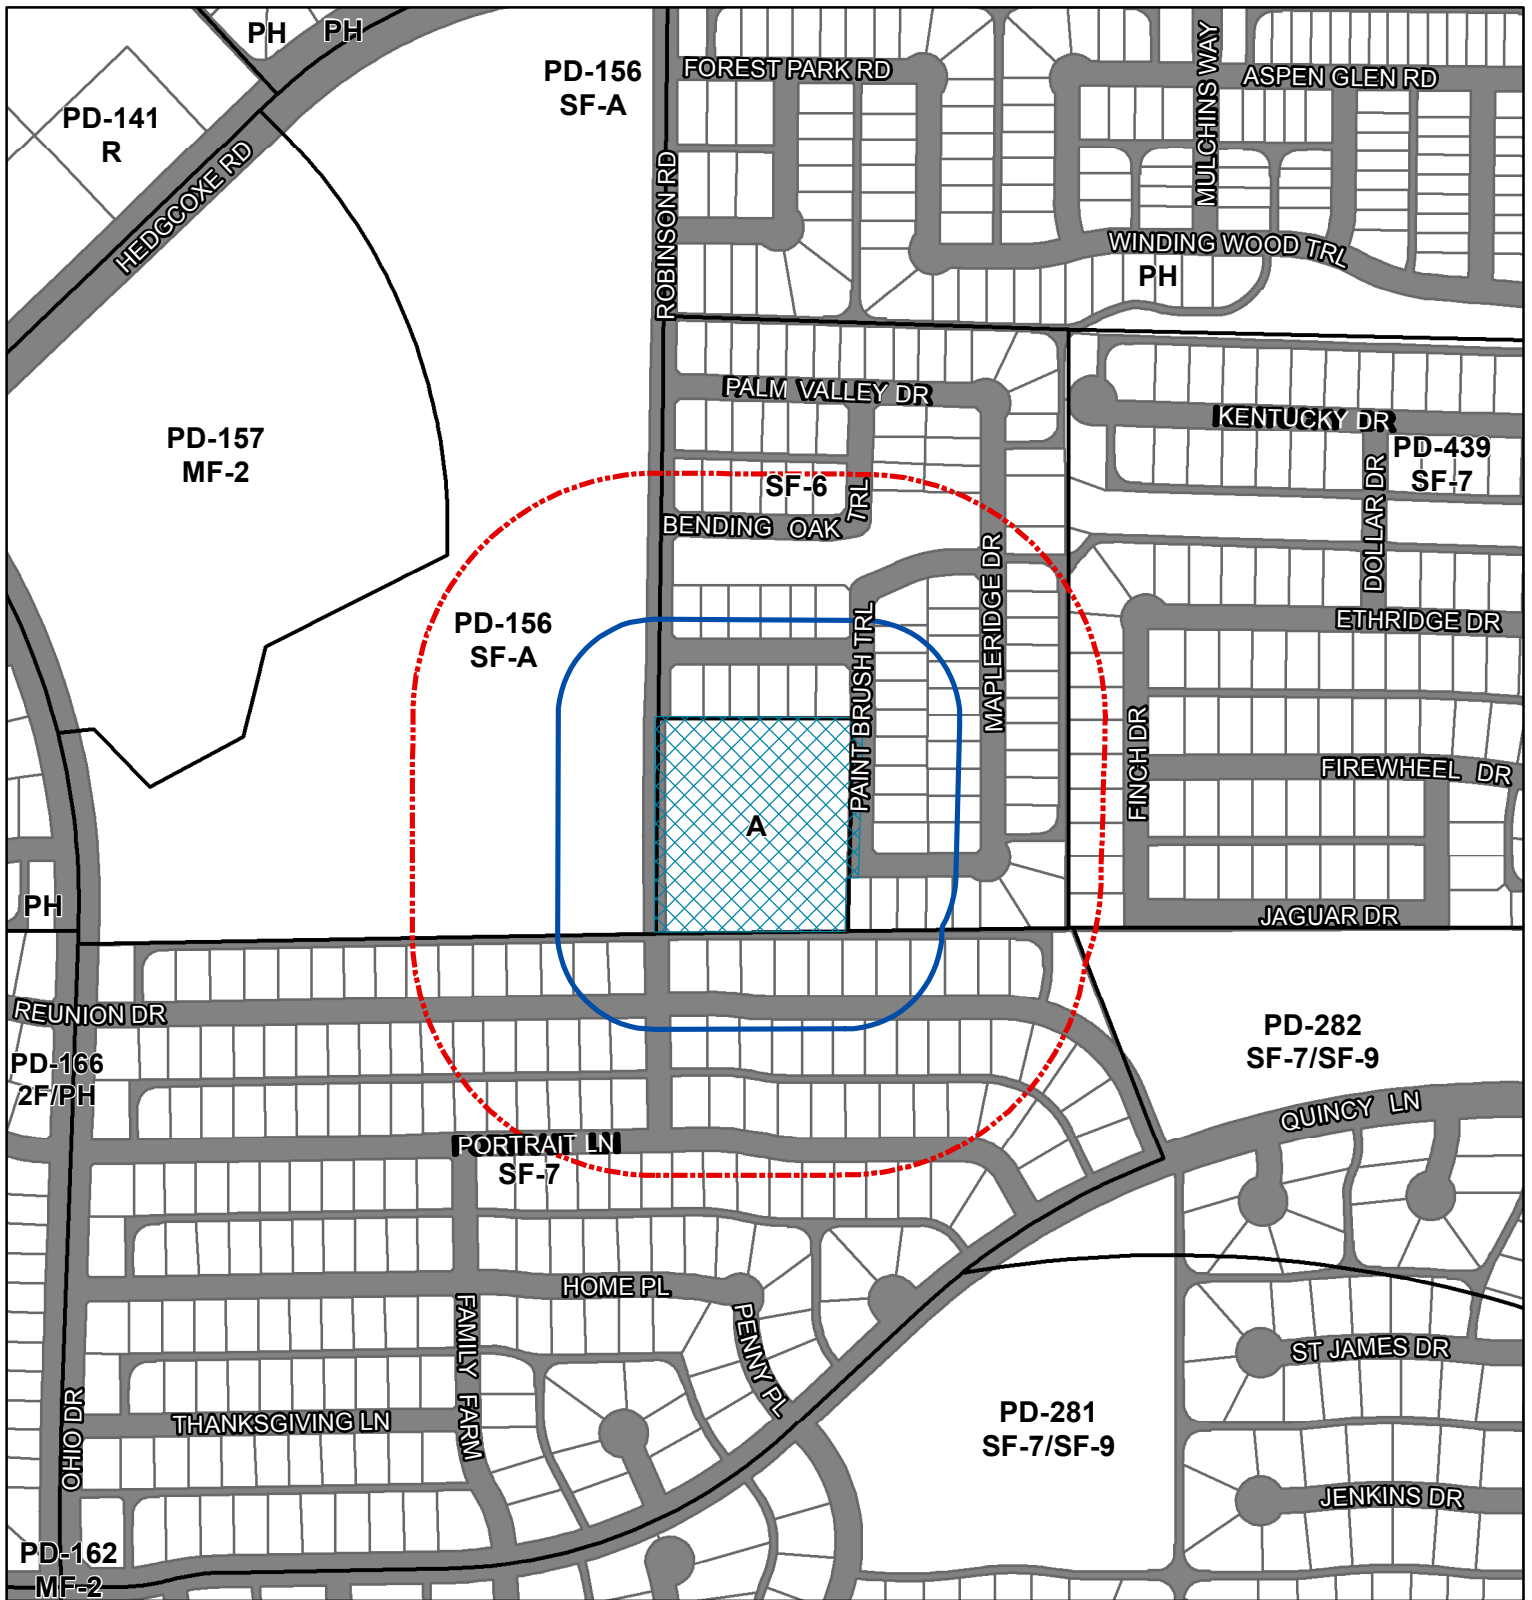 PH
PH
PD-156
SF-A
FOREST PARK RD
MULCHINS WAY
ASPEN GLEN RD
PD-141
R
HEDGCOXE RD
ROBINSON RD
WINDING WOOD TRL
PH
PALM VALLEY DR
KENTUCKY DR
PD-157
MF-2
PD-439
SF-7
SF-6
TRL
BENDING OAK
DOLLAR DR
MAPLERIDGE DR
PD-156
SF-A
PAINT BRUSH TRL
ETHRIDGE DR
FINCH DR
FIREWHEEL DR
A
PH
JAGUAR DR
REUNION DR
PD-282
SF-7/SF-9
PD-166
2F/PH
QUINCY LN
PORTRAIT LN
SF-7
HOME PL
FAMILY FARM
PENNY PL
ST JAMES DR
OHIO DR
THANKSGIVING LN
PD-281
SF-7/SF-9
JENKINS DR
PD-162
MF-2